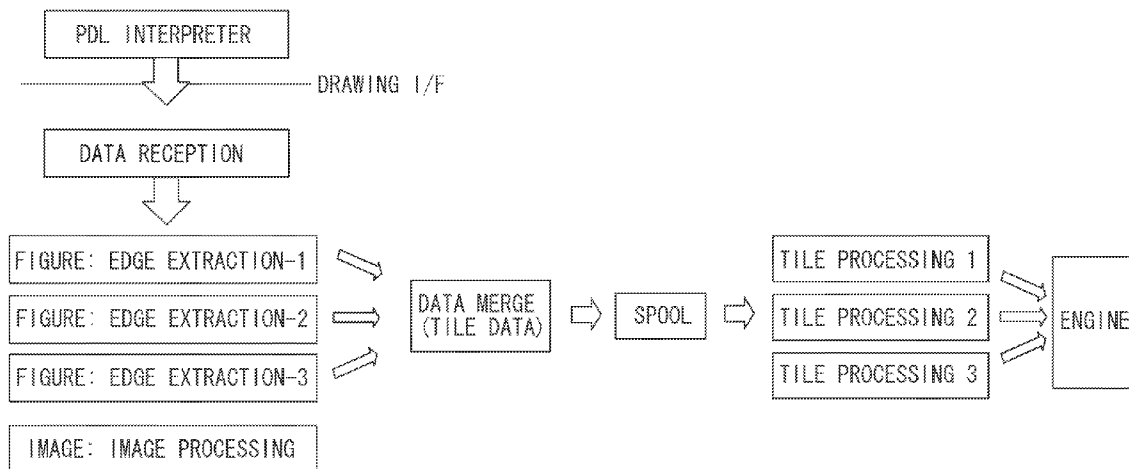 PDL INTERPRETER
DRAWING I/F
DATA RECEPTION
FIGURE: EDGE EXTRACTION-1
FIGURE: EDGE EXTRACTION-2
FIGURE: EDGE EXTRACTION-3
IMAGE: IMAGE PROCESSING
DATA MERGE
(TILE DATA)
SPOOL
TILE PROCESSING 1
TILE PROCESSING 2
TILE PROCESSING 3
ENGINE